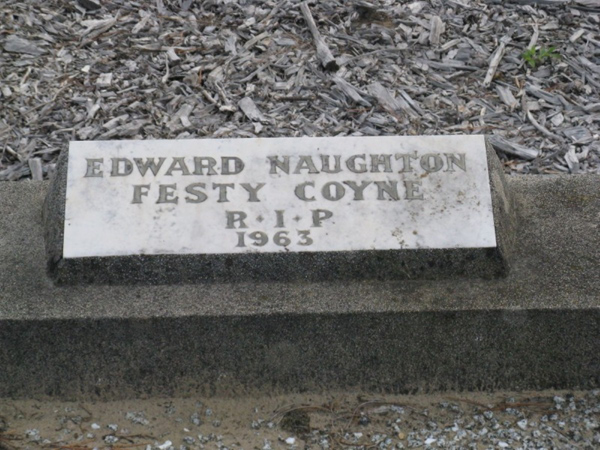 EDWARD NAUGHTON
FESTY COYNE
R·I·P
1963